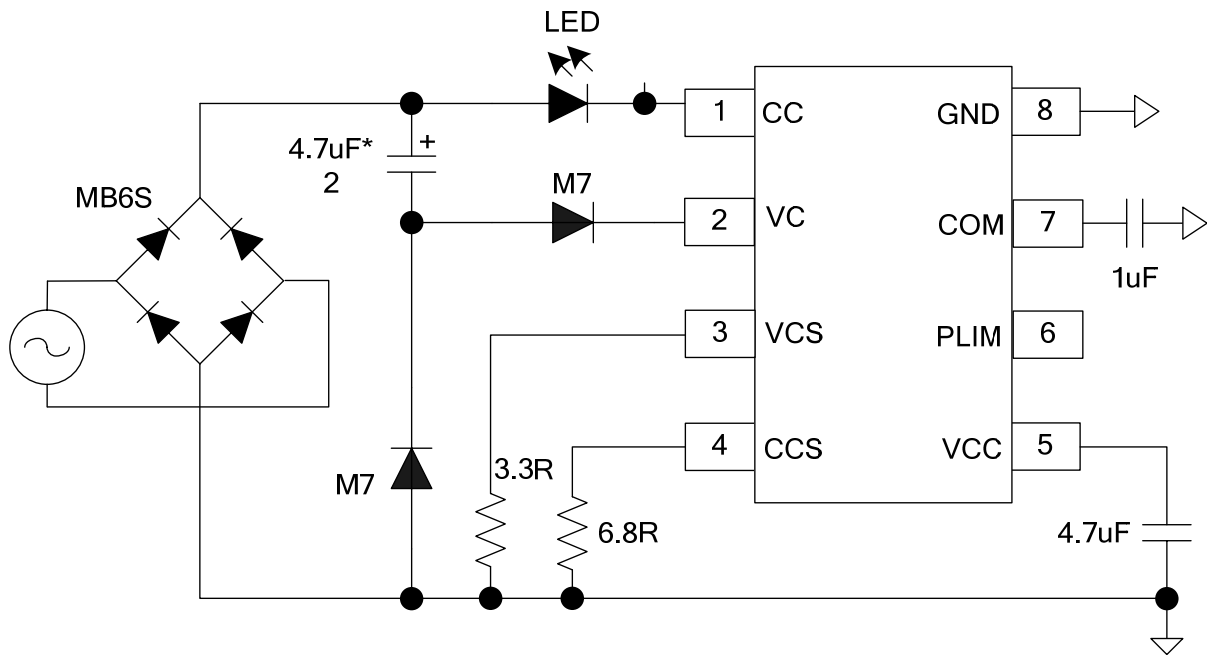 LED
1 CC
GND 8
4.7uF*
2
MB6S
M7
2 VC
COM 7
1uF
3 VCS
PLIM 6
4 CCS
VCC 5
3.3R
M7
6.8R
4.7uF